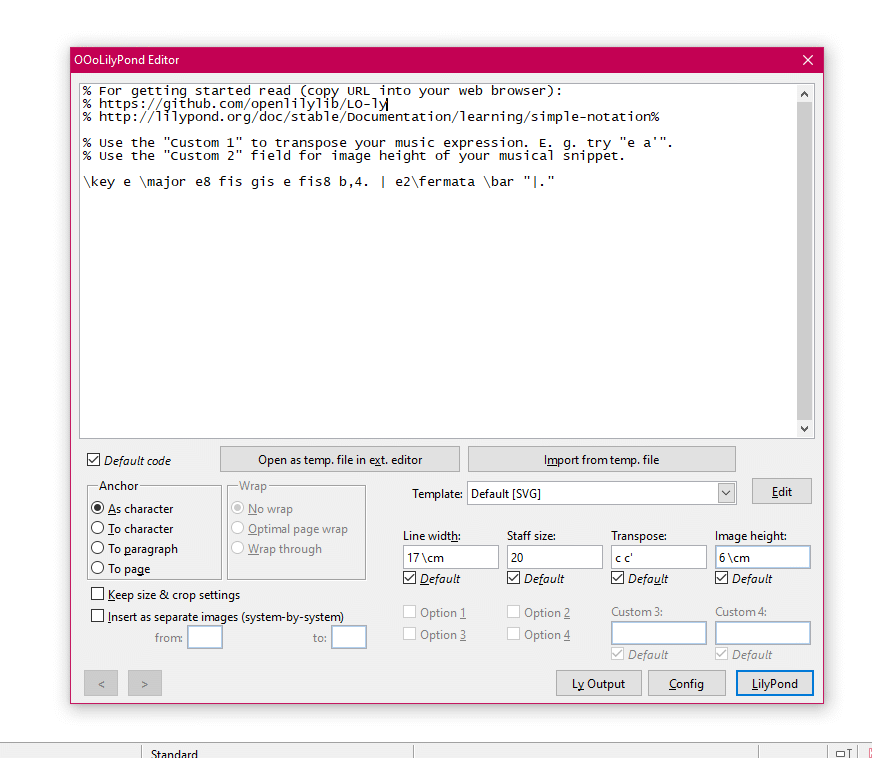 OOoLilyPond Editor
% For getting started read (copy URL into your web browser):
% https://github.com/openlilylib/LO-ly
% http://lilypond.org/doc/stable/Documentation/learning/simple-notation%
% Use the "Custom 1" to transpose your music expression. E. g. try "e a'".
% Use the "Custom 2" field for image height of your musical snippet.
\key e \major e8 fis gis e fis8 b,4. | e2\fermata \bar "|."
Default code
Open as temp. file in ext. editor
Import from temp. file
Anchor
As character
To character
To paragraph
To page
Wrap
No wrap
Optimal page wrap
Wrap through
Template: Default [SVG]
Edit
Line width: Staff size: Transpose: Image height:
17\cm 20 c c' 6\cm
Default Default Default Default
Keep size & crop settings
Insert as separate images (system-by-system)
from: to:
Option 1 Option 2 Custom 3: Custom 4:
Option 3 Option 4
Default Default
< >
Ly Output Config LilyPond
Standard